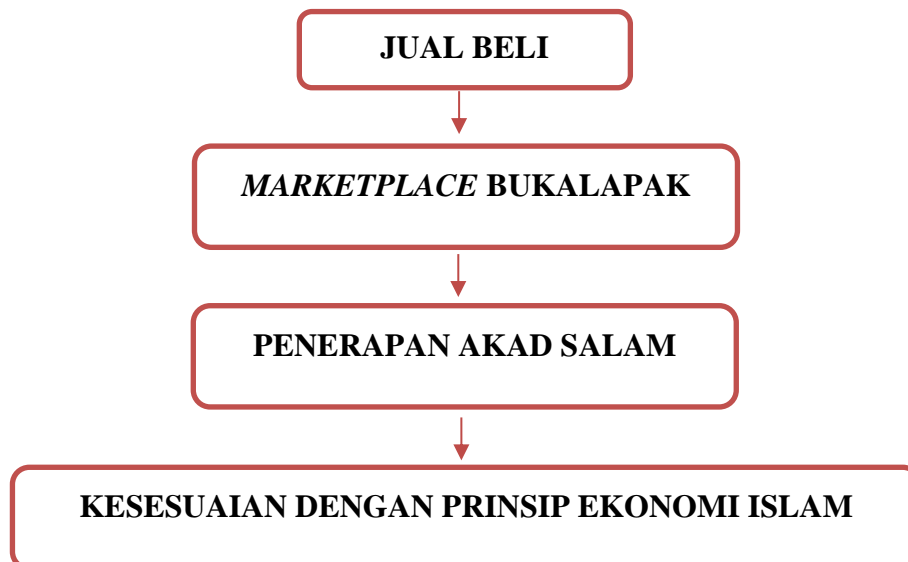 JUAL BELI
MARKETPLACE BUKALAPAK
PENERAPAN AKAD SALAM
KESESUAIAN DENGAN PRINSIP EKONOMI ISLAM